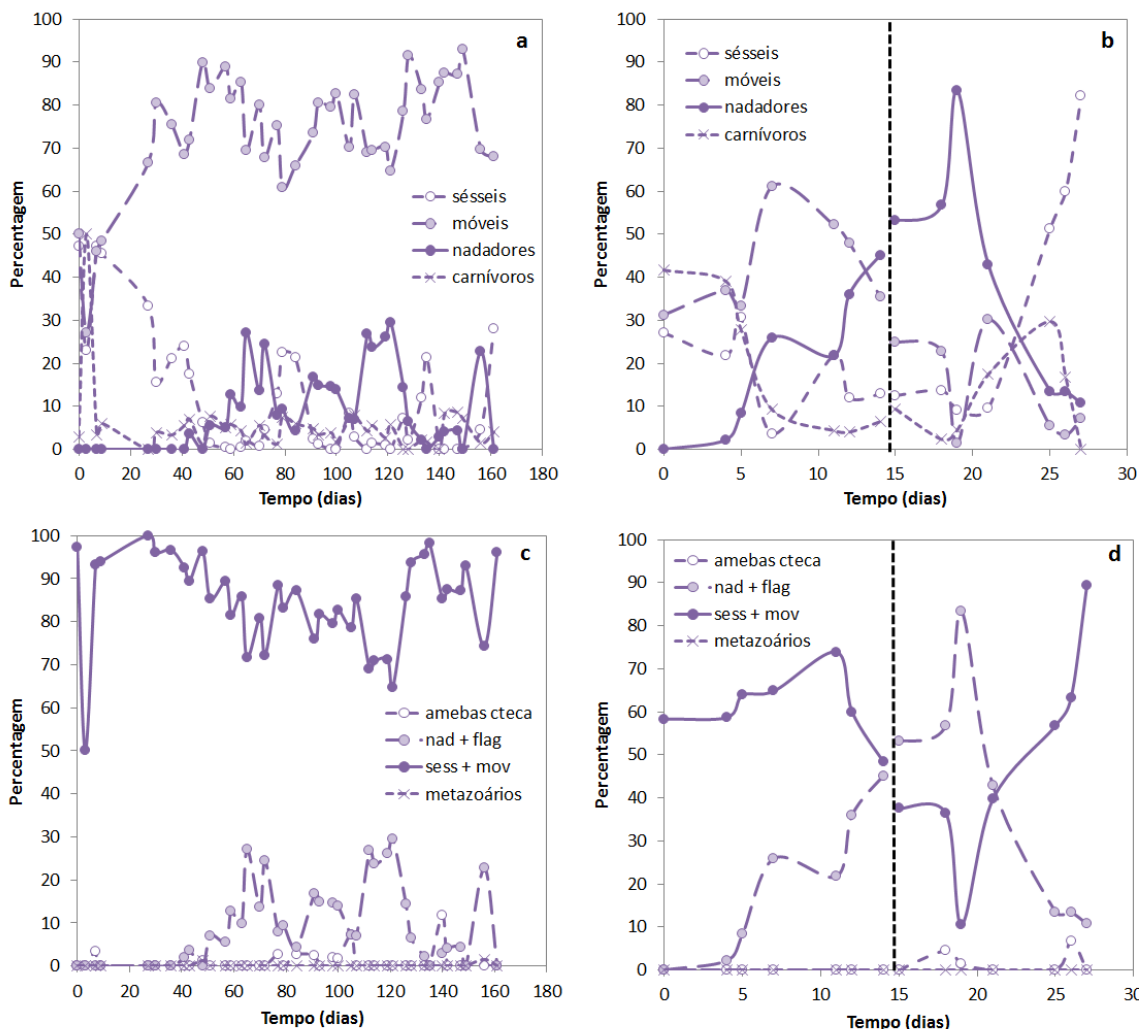 100
90
80
70
60
50
40
30
20
10
0
Percentagem
a
sésseis
móveis
nadadores
carnívoros
0 20 40 60 80 100 120 140 160 180
Tempo (dias)
100
90
80
70
60
50
40
30
20
10
0
Percentagem
b
sésseis
móveis
nadadores
carnívoros
0 5 10 15 20 25 30
Tempo (dias)
100
90
80
70
60
50
40
30
20
10
0
Percentagem
c
amebas cteca
nad + flag
sess + mov
metazoários
0 20 40 60 80 100 120 140 160 180
Tempo (dias)
100
90
80
70
60
50
40
30
20
10
0
Percentagem
d
amebas cteca
nad + flag
sess + mov
metazoários
0 5 10 15 20 25 30
Tempo (dias)